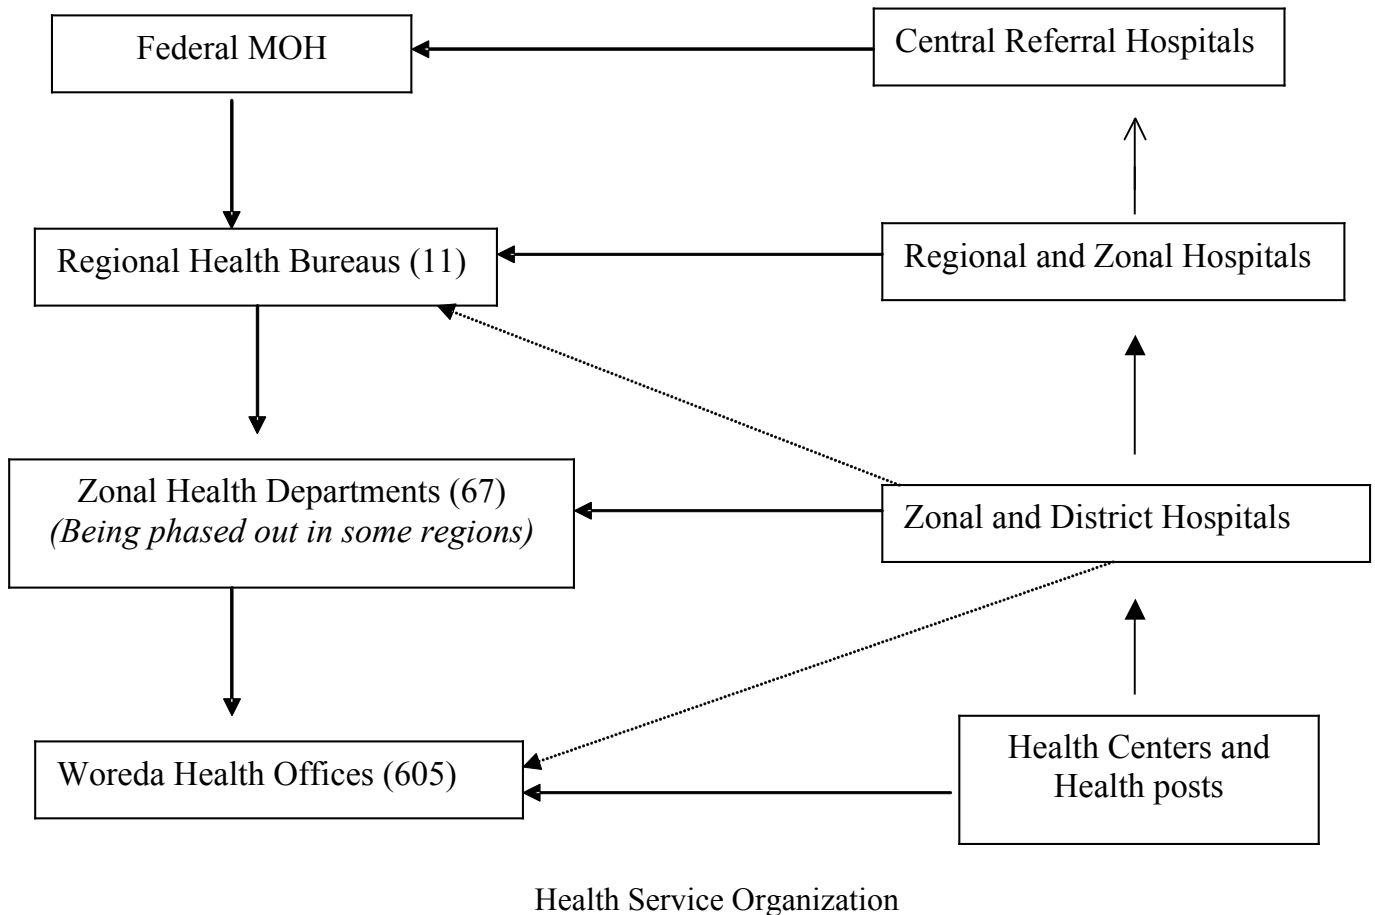 Federal MOH
Central Referral Hospitals
Regional Health Bureaus (11)
Regional and Zonal Hospitals
Zonal Health Departments (67)
(Being phased out in some regions)
Zonal and District Hospitals
Woreda Health Offices (605)
Health Centers and
Health posts
Health Service Organization